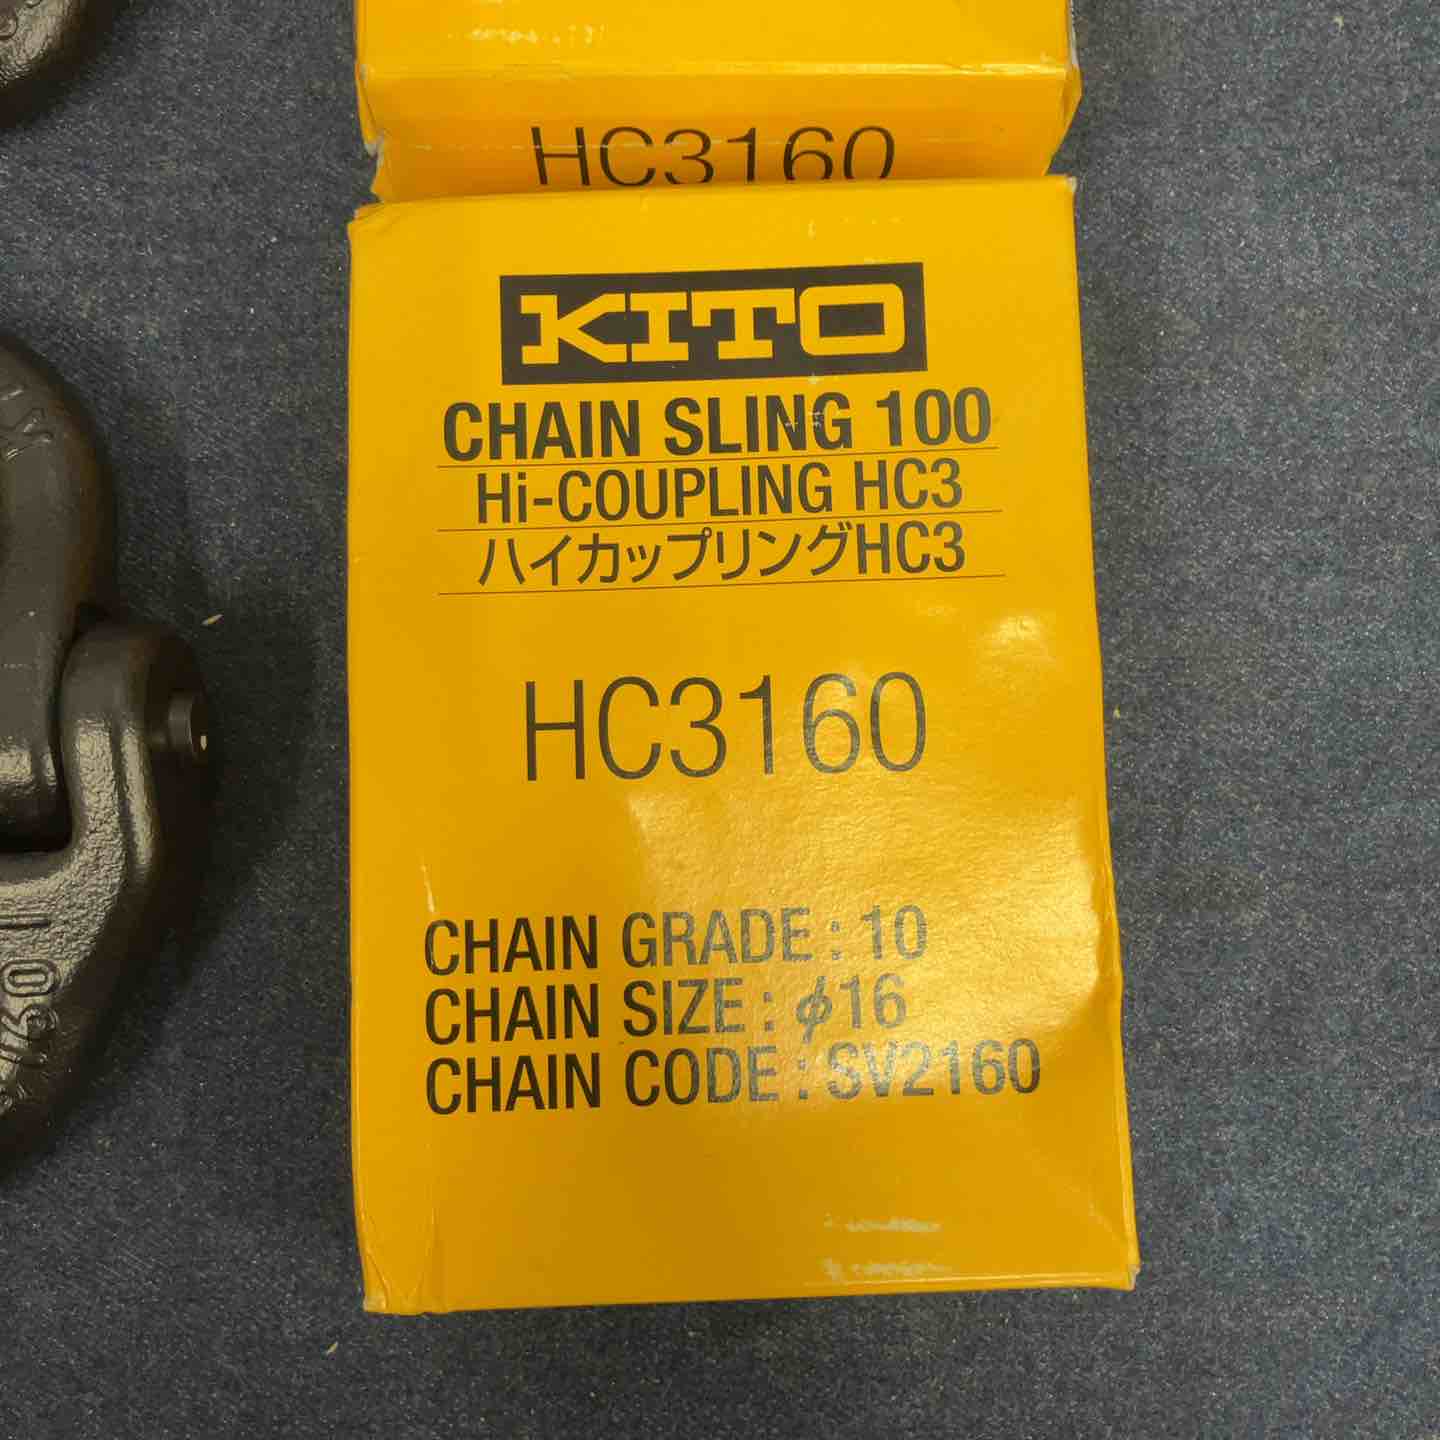 HC3160
KITO
CHAIN SLING 100
Hi-COUPLING HC3
ハイカップリングHC3
HC3160
CHAIN GRADE : 10
CHAIN SIZE : ϕ16
CHAIN CODE : SV2160